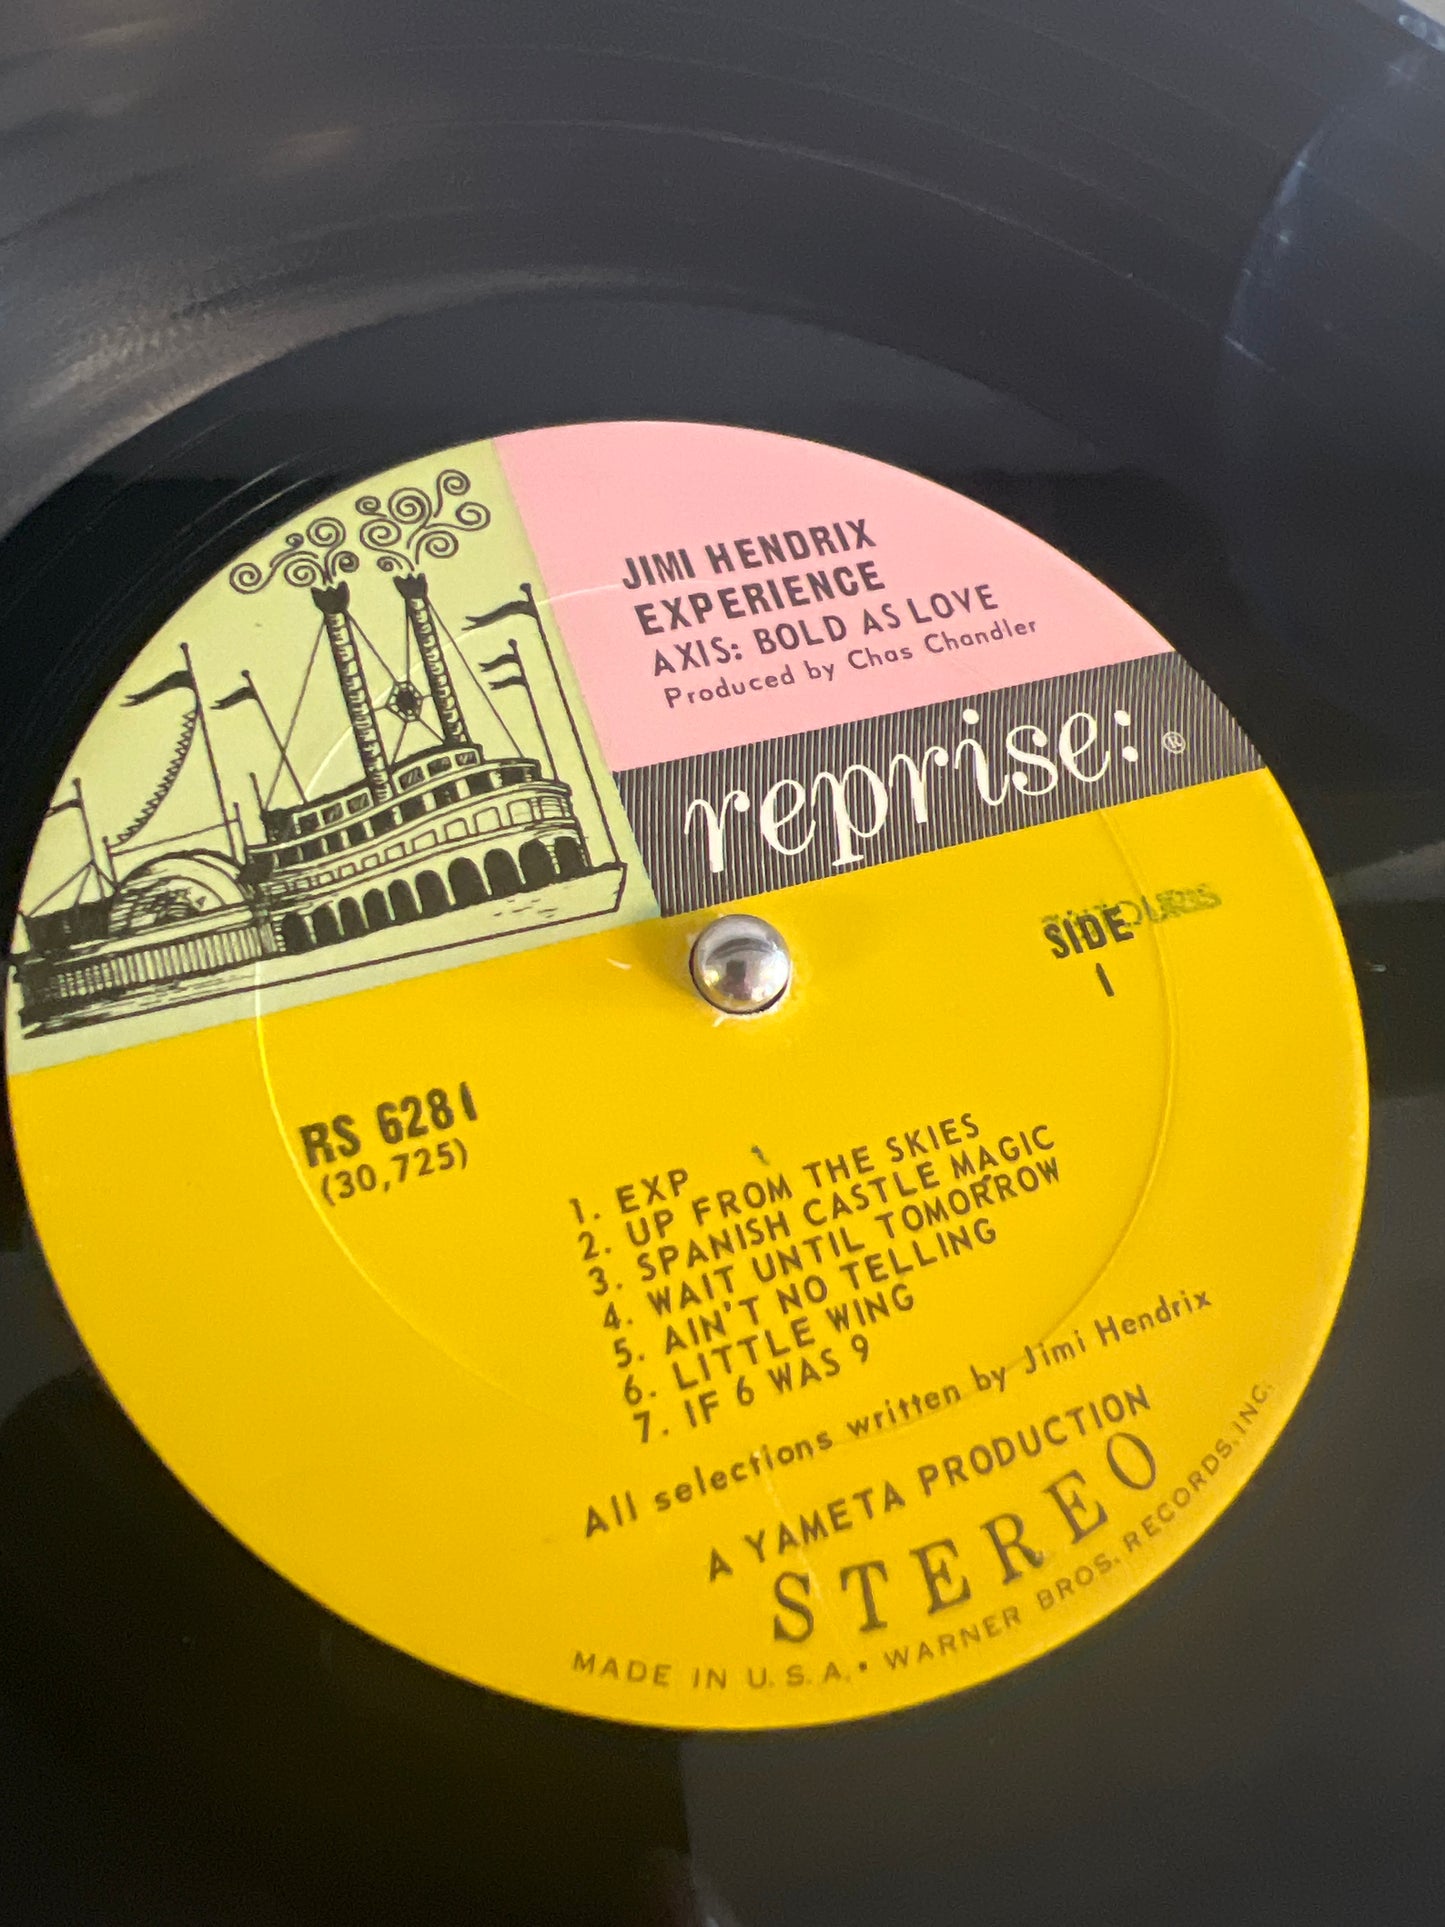 JIMI HENDRIX
EXPERIENCE
AXIS: BOLD AS LOVE
Produced by Chas Chandler
reprise: ®
SIDE
1
RS 6281
(30,725)
1. EXP
2. UP FROM THE SKIES
3. SPANISH CASTLE MAGIC
4. WAIT UNTIL TOMORROW
5. AIN'T NO TELLING
6. LITTLE WING
7. IF 6 WAS 9
All selections written by Jimi Hendrix
A YAMETA PRODUCTION
STEREO
MADE IN U.S.A. • WARNER BROS. RECORDS, INC.